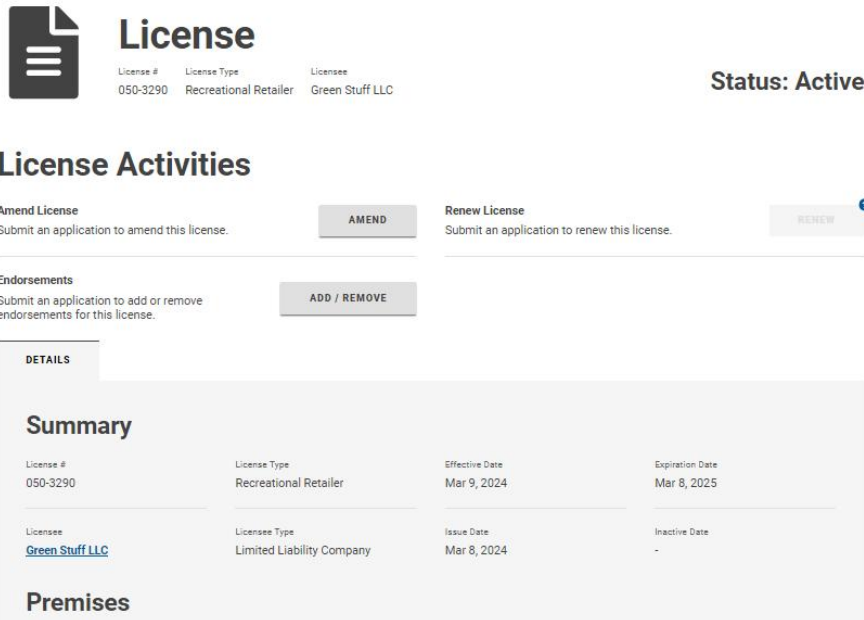 License
License # License Type Licensee
050-3290 Recreational Retailer Green Stuff LLC
Status: Active
License Activities
Amend License
Submit an application to amend this license.
AMEND
Renew License
Submit an application to renew this license.
RENEW
Endorsements
Submit an application to add or remove
endorsements for this license.
ADD / REMOVE
DETAILS
Summary
License # License Type Effective Date Expiration Date
050-3290 Recreational Retailer Mar 9, 2024 Mar 8, 2025
Licensee Licensee Type Issue Date Inactive Date
Green Stuff LLC Limited Liability Company Mar 8, 2024 -
Premises